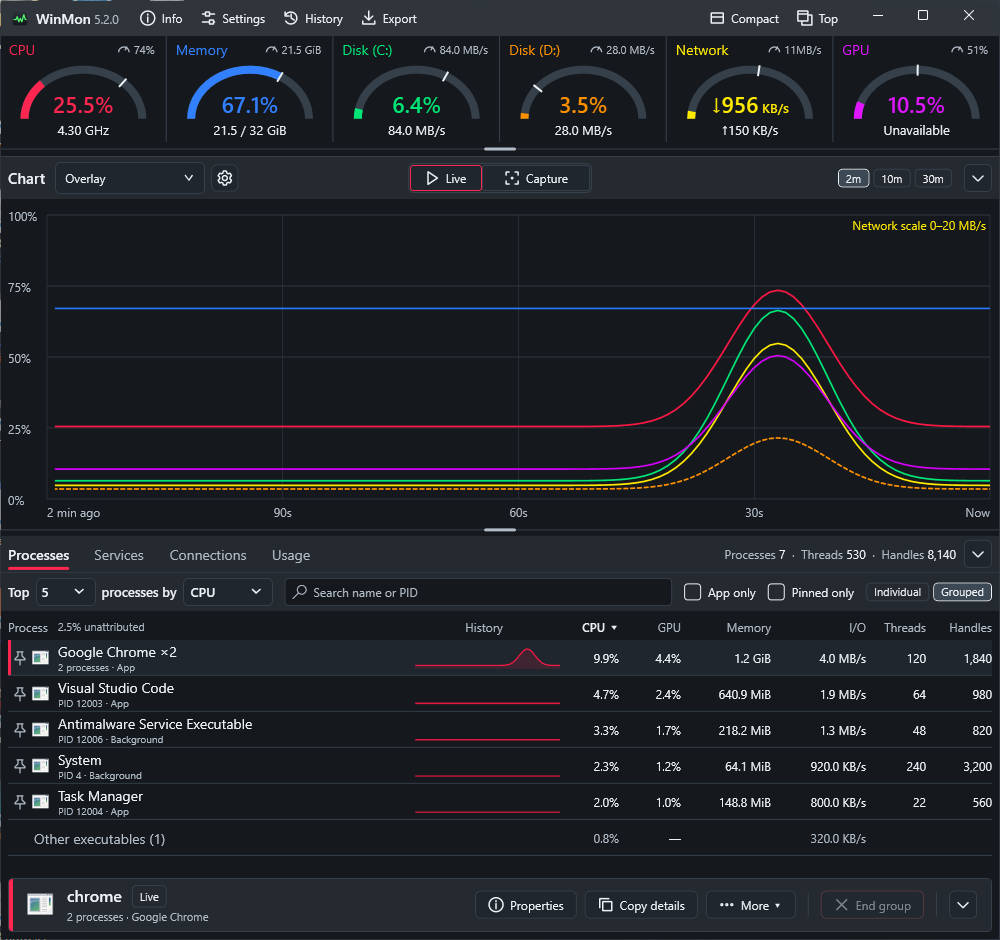 WinMon 5.2.0 Info Settings History Export Compact Top
CPU 74% Memory 21.5 GiB Disk (C:) 84.0 MB/s Disk (D:) 28.0 MB/s Network 11MB/s GPU 51%
25.5% 67.1% 6.4% 3.5% ↓956 KB/s 10.5%
4.30 GHz 21.5 / 32 GiB 84.0 MB/s 28.0 MB/s ↑150 KB/s Unavailable
Chart Overlay Live Capture 2m 10m 30m
100%
Network scale 0–20 MB/s
75%
50%
25%
0%
2 min ago 90s 60s 30s Now
Processes Services Connections Usage Processes 7 · Threads 530 · Handles 8,140
Top 5 processes by CPU Search name or PID App only Pinned only Individual Grouped
Process 2.5% unattributed History CPU ▼ GPU Memory I/O Threads Handles
Google Chrome ×2
2 processes · App
9.9% 4.4% 1.2 GiB 4.0 MB/s 120 1,840
Visual Studio Code
PID 12003 · App
4.7% 2.4% 640.9 MiB 1.9 MB/s 64 980
Antimalware Service Executable
PID 12006 · Background
3.3% 1.7% 218.2 MiB 1.3 MB/s 48 820
System
PID 4 · Background
2.3% 1.2% 64.1 MiB 920.0 KB/s 240 3,200
Task Manager
PID 12004 · App
2.0% 1.0% 148.8 MiB 800.0 KB/s 22 560
Other executables (1) 0.8% — 320.0 KB/s
chrome Live
2 processes · Google Chrome
Properties Copy details ••• More ▾ End group